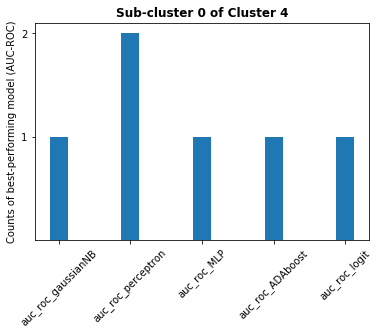 Sub-cluster 0 of Cluster 4
Counts of best-performing model (AUC-ROC)
2
1
auc_roc_gaussianNB
auc_roc_perceptron
auc_roc_MLP
auc_roc_ADAboost
auc_roc_logit